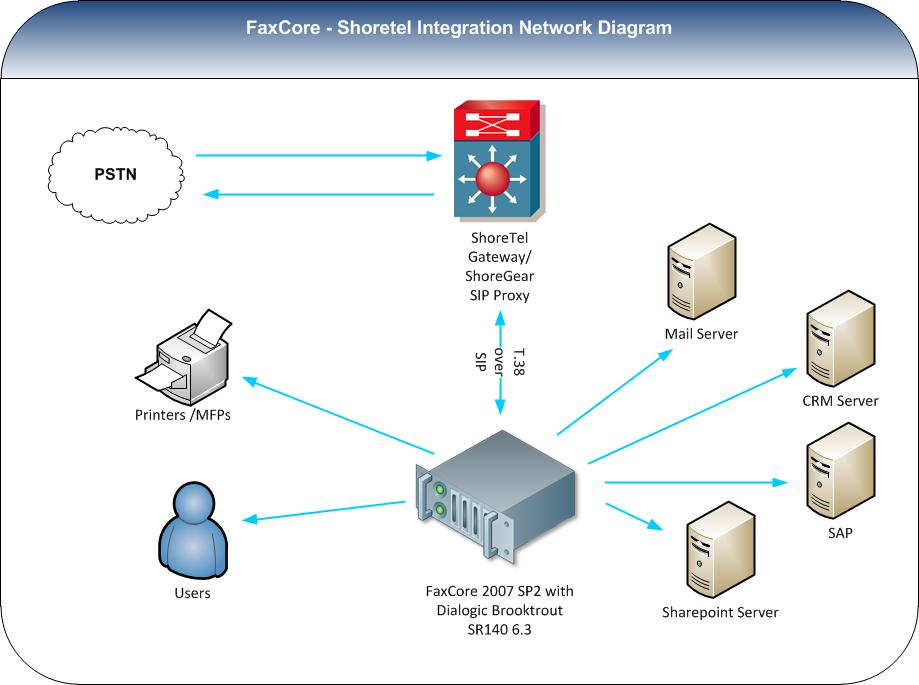 FaxCore - Shoretel Integration Network Diagram
PSTN
ShoreTel
Gateway/
ShoreGear
SIP Proxy
Mail Server
CRM Server
T.38
over
SIP
Printers /MFPs
SAP
Users
FaxCore 2007 SP2 with
Dialogic Brooktrout
SR140 6.3
Sharepoint Server